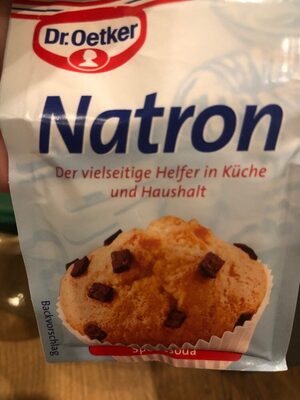 Dr. Oetker
Natron
Der vielseitige Helfer in Küche
und Haushalt
Backvorschlag